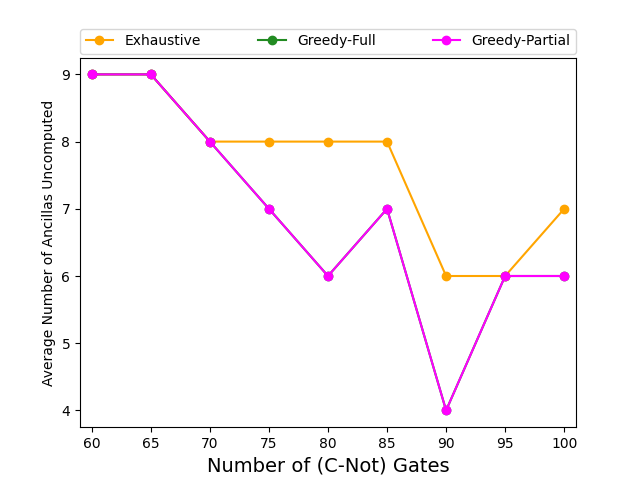 Exhaustive Greedy-Full Greedy-Partial
Average Number of Ancillas Uncomputed
9
8
7
6
5
4
60 65 70 75 80 85 90 95 100
Number of (C-Not) Gates